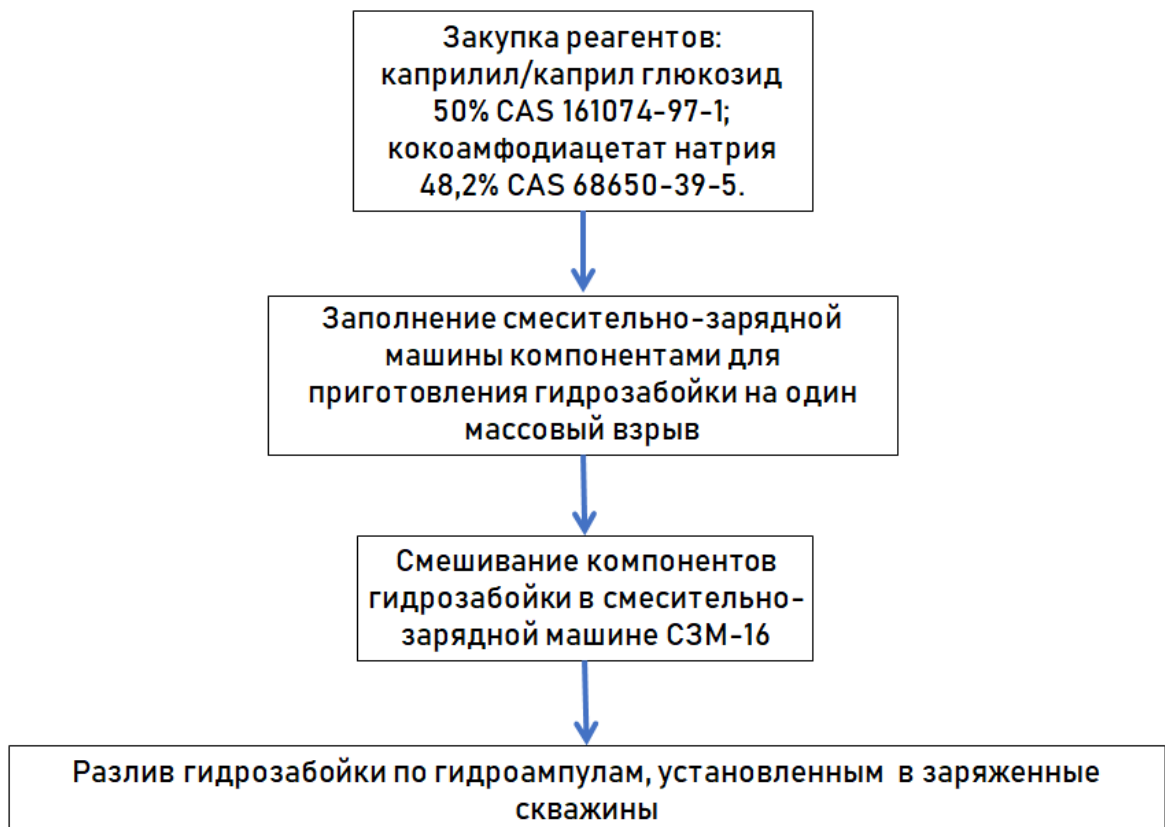 Закупка реагентов:
каприлил/каприл глюкозид
50% CAS 161074-97-1;
кокоамфодиацетат натрия
48,2% CAS 68650-39-5.
Заполнение смесительно-зарядной
машины компонентами для
приготовления гидрозабойки на один
массовый взрыв
Смешивание компонентов
гидрозабойки в смесительно-
зарядной машине СЗМ-16
Разлив гидрозабойки по гидроампулам, установленным в заряженные
скважины